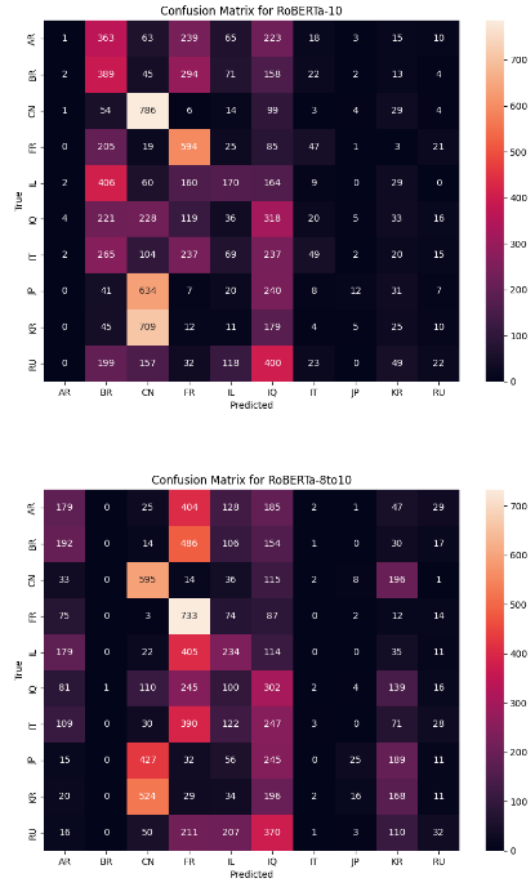 Confusion Matrix for RoBERTa-10
AR 1 363 63 239 65 223 18 3 15 10
BR 2 389 45 294 71 158 22 2 13 4
CN 1 54 786 6 14 99 3 4 29 4
FR 0 205 19 594 25 85 47 1 3 21
IL 2 406 60 160 170 164 9 0 29 0
IQ 4 221 228 119 36 318 20 5 33 16
IT 2 265 104 237 69 237 49 2 20 15
JP 0 41 634 7 20 240 8 12 31 7
KR 0 45 709 12 11 179 4 5 25 10
RU 0 199 157 32 118 400 23 0 49 22
AR BR CN FR IL IQ IT JP KR RU
True
Predicted
700
600
500
400
300
200
100
0
Confusion Matrix for RoBERTa-8to10
AR 179 0 25 404 128 185 2 1 47 29
BR 192 0 14 486 106 154 1 0 30 17
CN 33 0 595 14 36 115 2 8 196 1
FR 75 0 3 733 74 87 0 2 12 14
IL 179 0 22 405 234 114 0 0 35 11
IQ 81 1 110 245 100 302 2 4 139 16
IT 109 0 30 390 122 247 3 0 71 28
JP 15 0 427 32 56 245 0 25 189 11
KR 20 0 524 29 34 196 2 16 168 11
RU 16 0 50 211 207 370 1 3 110 32
AR BR CN FR IL IQ IT JP KR RU
True
Predicted
700
600
500
400
300
200
100
0